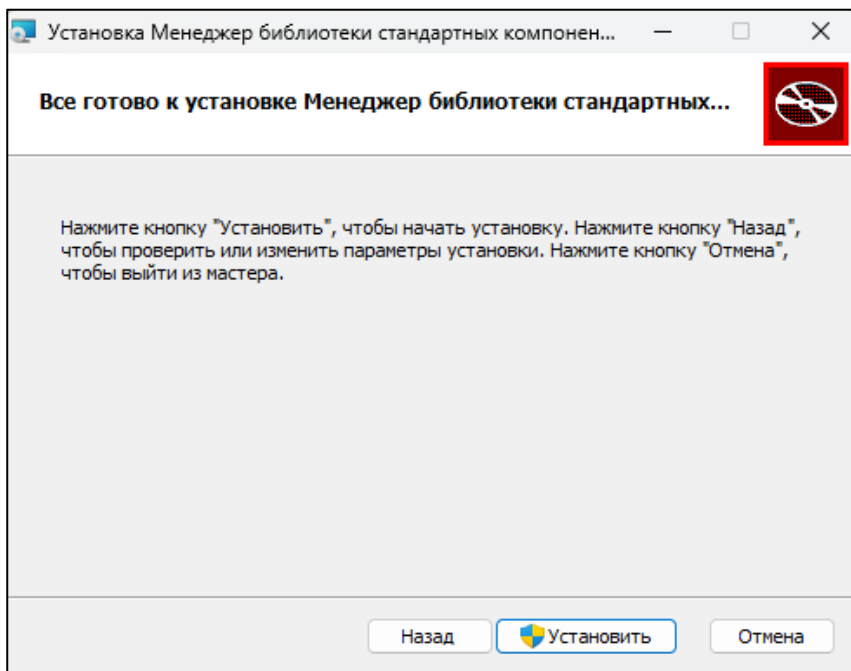 Установка Менеджер библиотеки стандартных компонен...
Все готово к установке Менеджер библиотеки стандартных...
Нажмите кнопку "Установить", чтобы начать установку. Нажмите кнопку "Назад",
чтобы проверить или изменить параметры установки. Нажмите кнопку "Отмена",
чтобы выйти из мастера.
Назад
Установить
Отмена